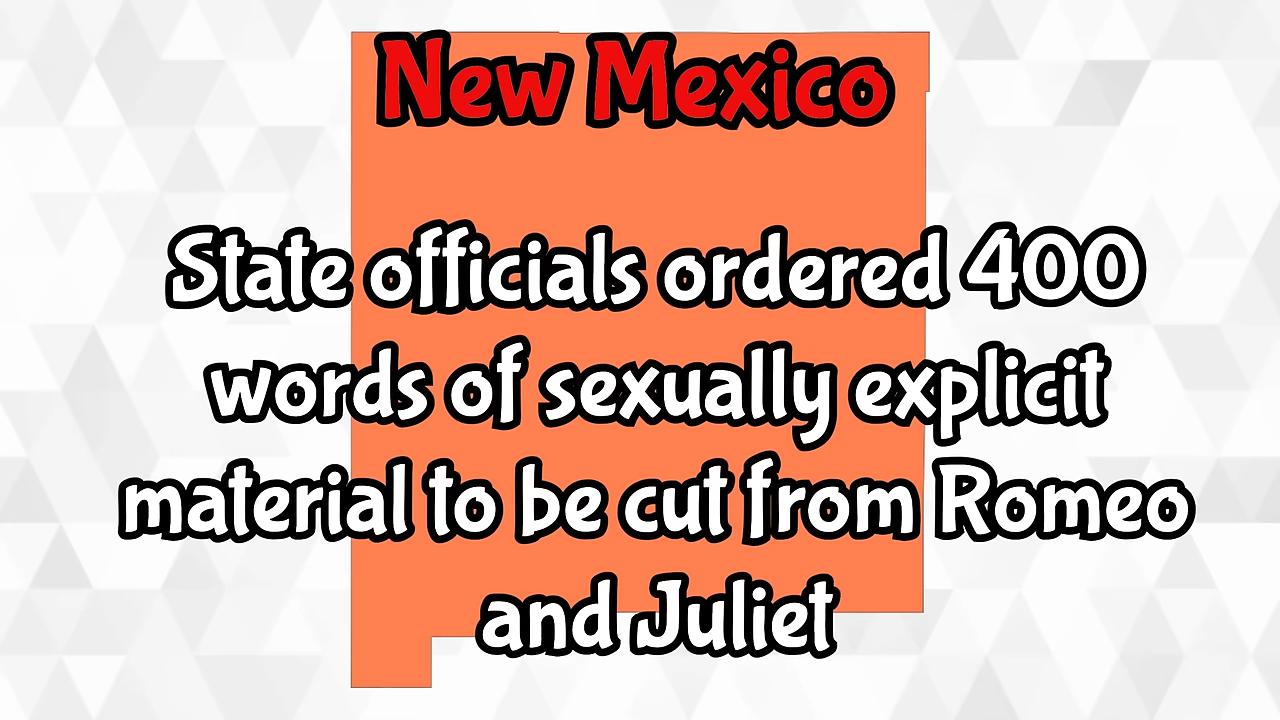 New Mexico
State officials ordered 400
words of sexually explicit
material to be cut from Romeo
and Juliet